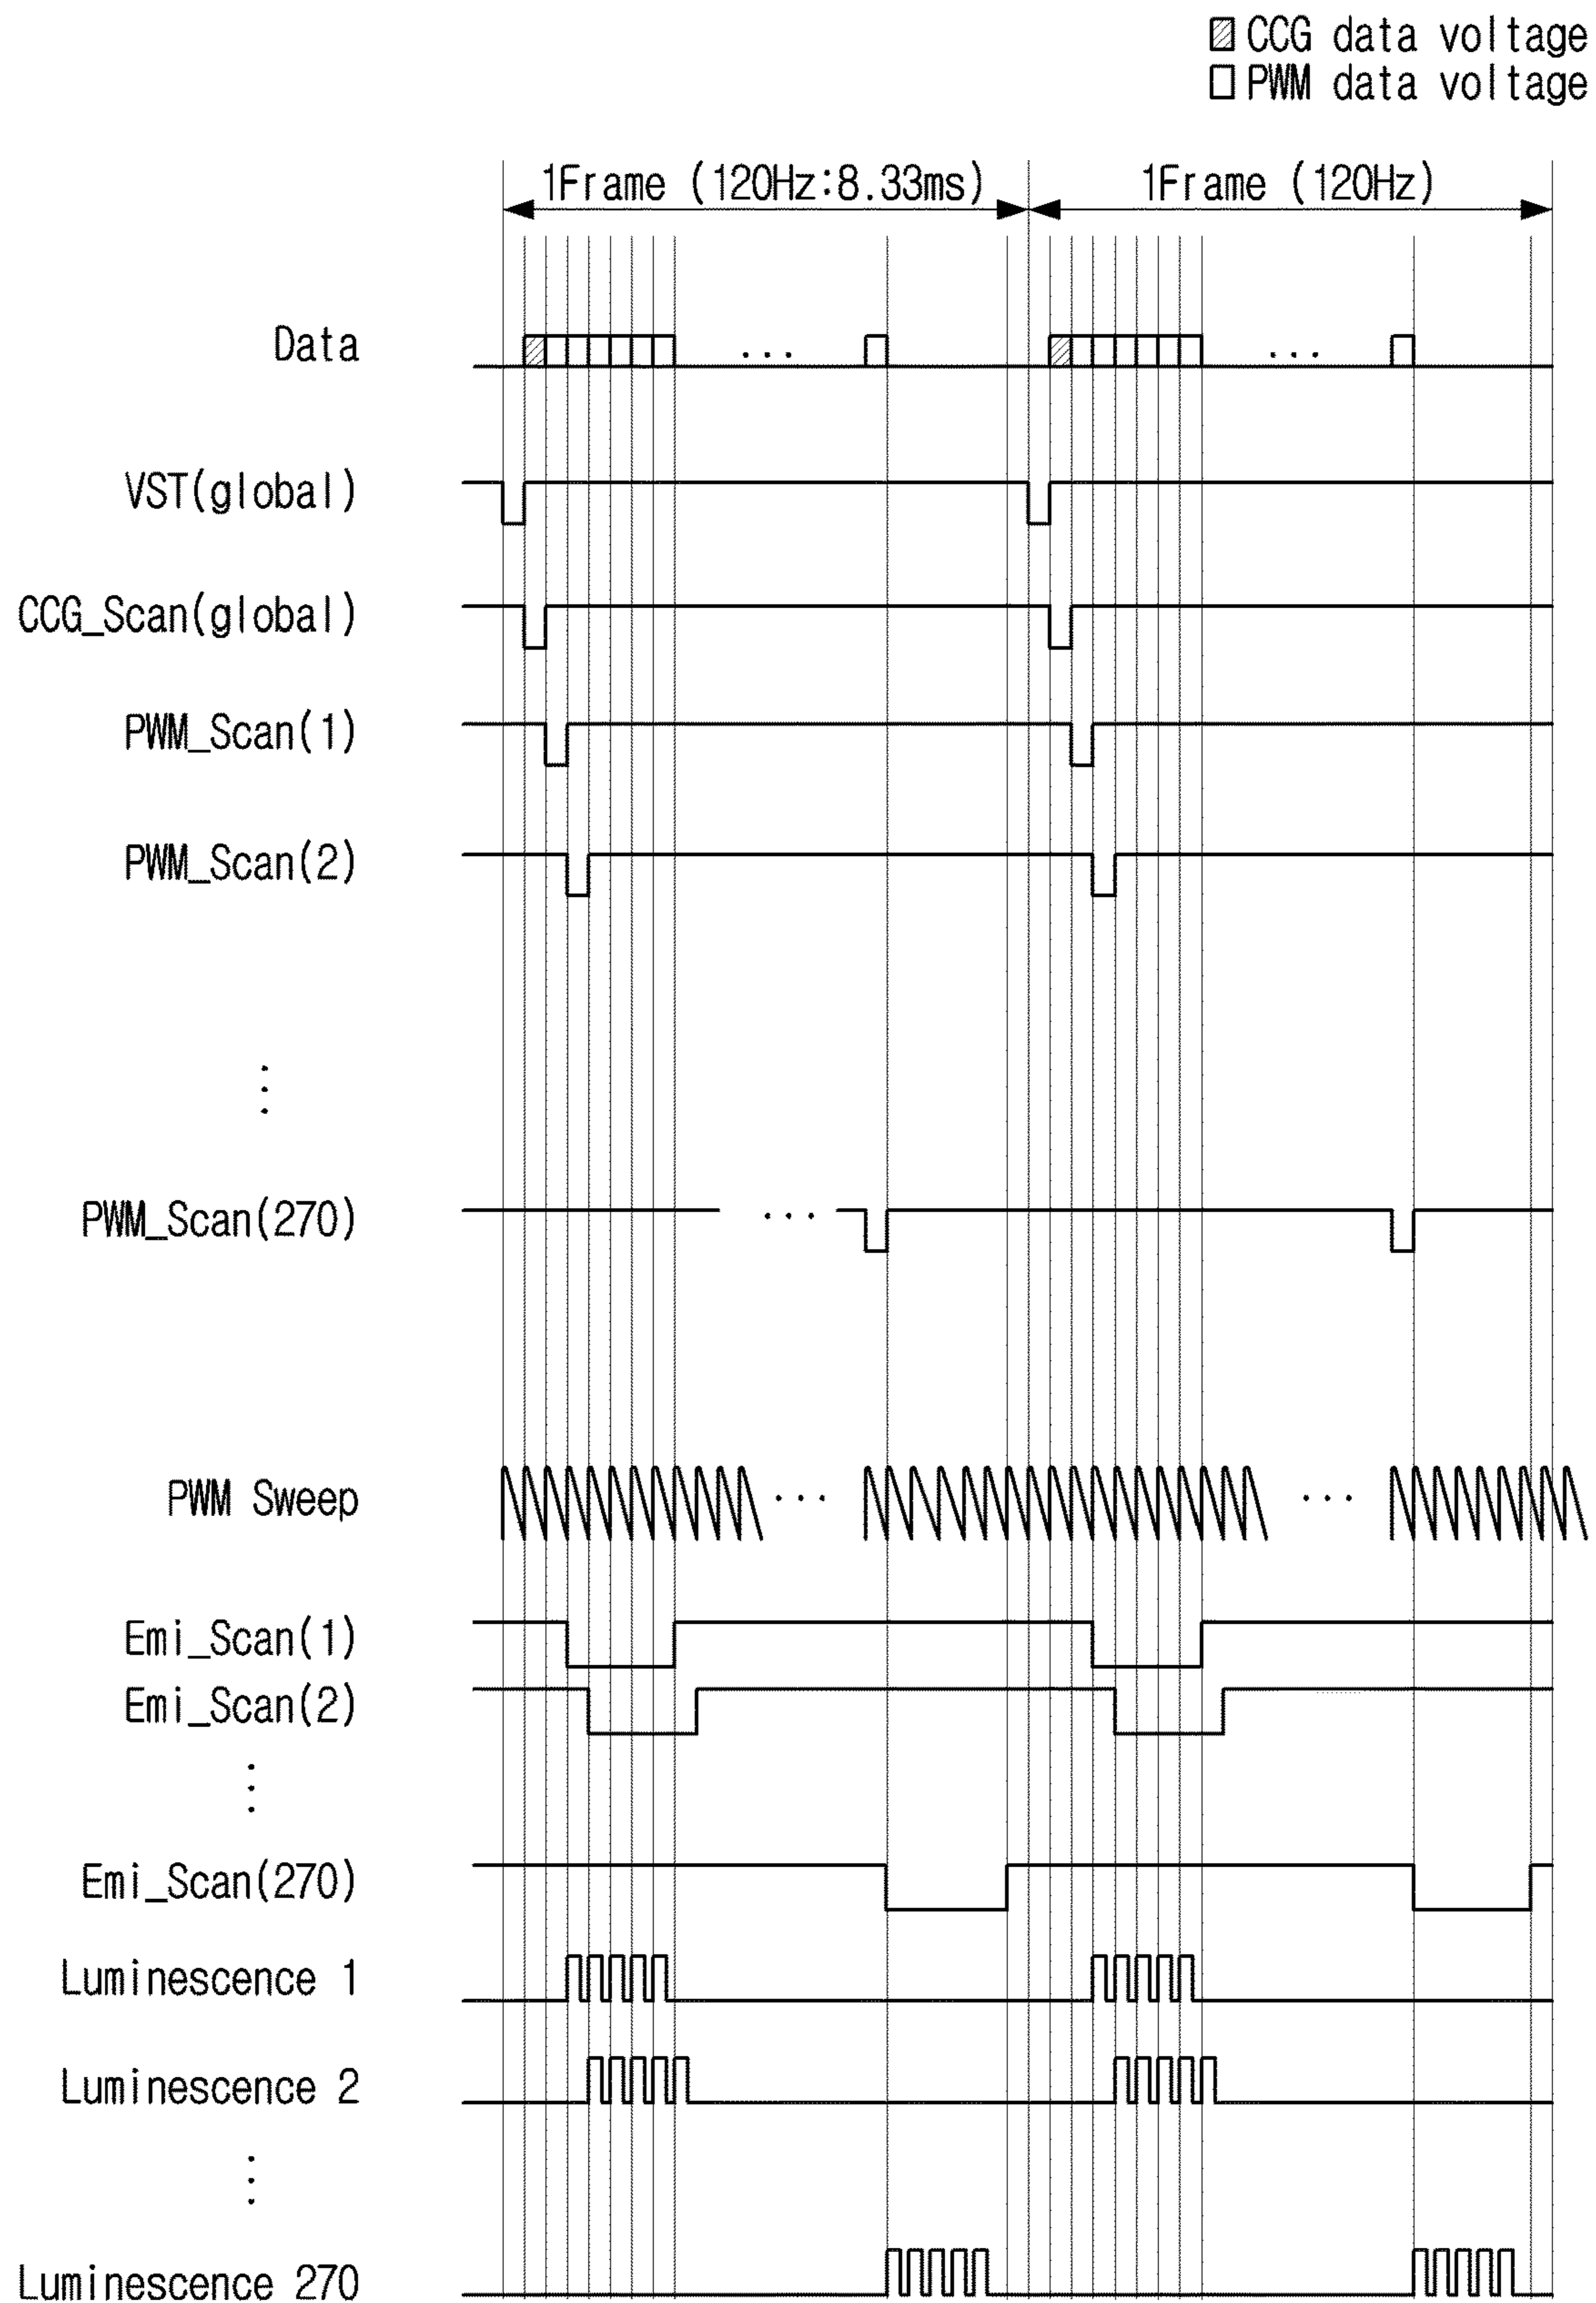 CCG data voltage
PWM data voltage
1Frame (120Hz:8.33ms) 1Frame (120Hz)
Data ... ...
VST(global)
CCG_Scan(global)
PWM_Scan(1)
PWM_Scan(2)
⋮
PWM_Scan(270) ...
PWM Sweep ... ...
Emi_Scan(1)
Emi_Scan(2)
⋮
Emi_Scan(270)
Luminescence 1
Luminescence 2
⋮
Luminescence 270